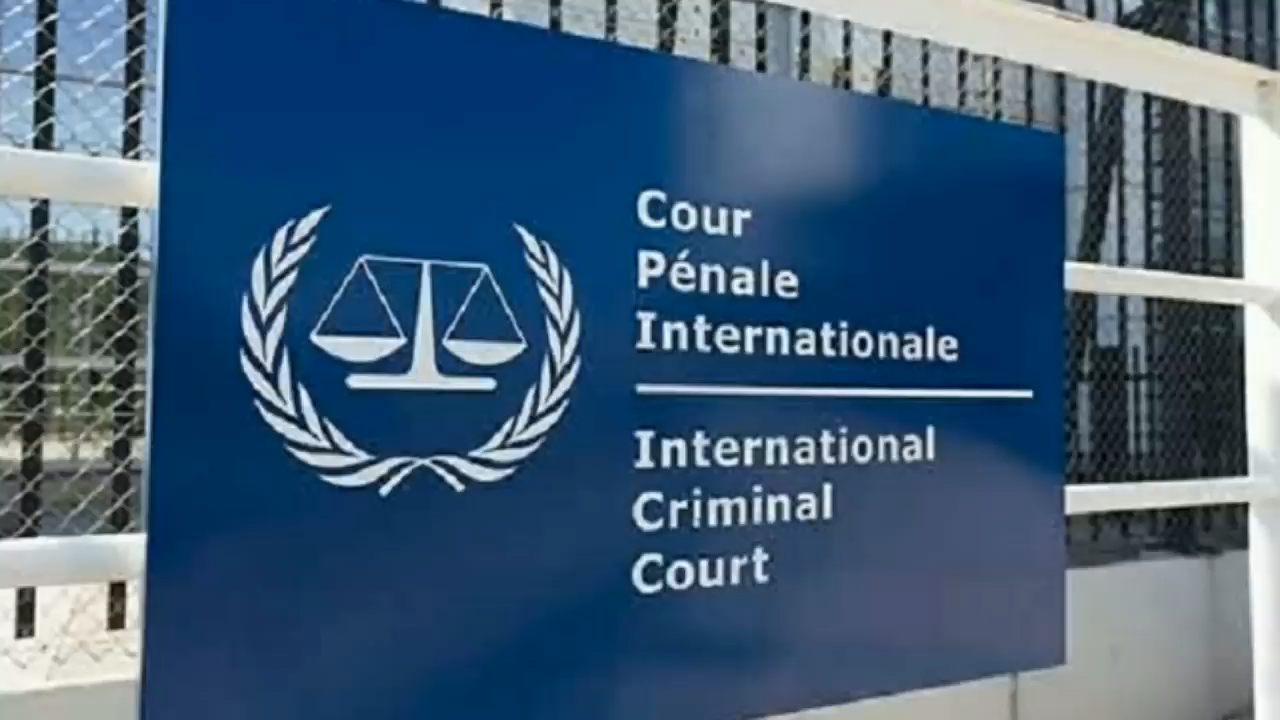 Cour
Pénale
Internationale
International
Criminal
Court